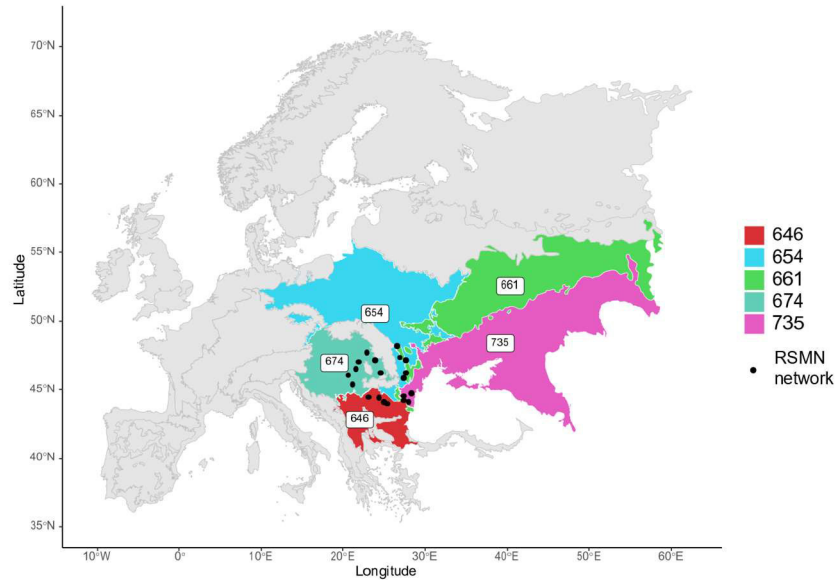 70°N
65°N
60°N
55°N
50°N
45°N
40°N
35°N
Latitude
10°W
0°
10°E
20°E
30°E
40°E
50°E
60°E
Longitude
661
654
735
674
646
646
654
661
674
735
RSMN
network